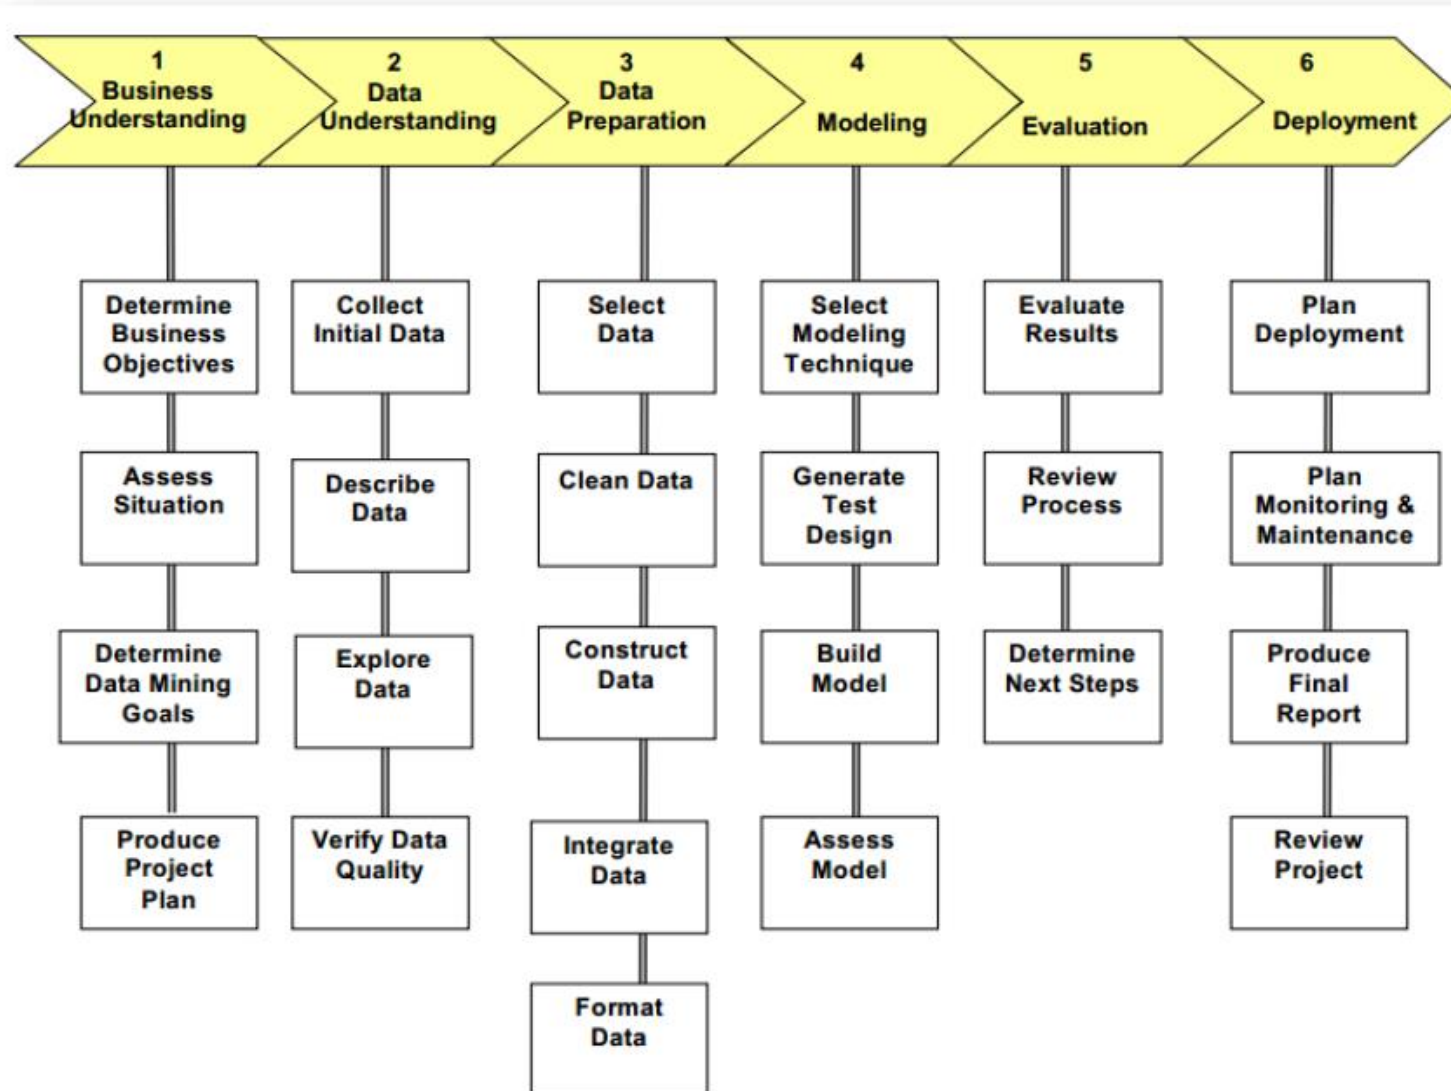 1
Business
Understanding
2
Data
Understanding
3
Data
Preparation
4
Modeling
5
Evaluation
6
Deployment
Determine
Business
Objectives
Assess
Situation
Determine
Data Mining
Goals
Produce
Project
Plan
Collect
Initial Data
Describe
Data
Explore
Data
Verify Data
Quality
Select
Data
Clean Data
Construct
Data
Integrate
Data
Format
Data
Select
Modeling
Technique
Generate
Test
Design
Build
Model
Assess
Model
Evaluate
Results
Review
Process
Determine
Next Steps
Plan
Deployment
Plan
Monitoring &
Maintenance
Produce
Final
Report
Review
Project